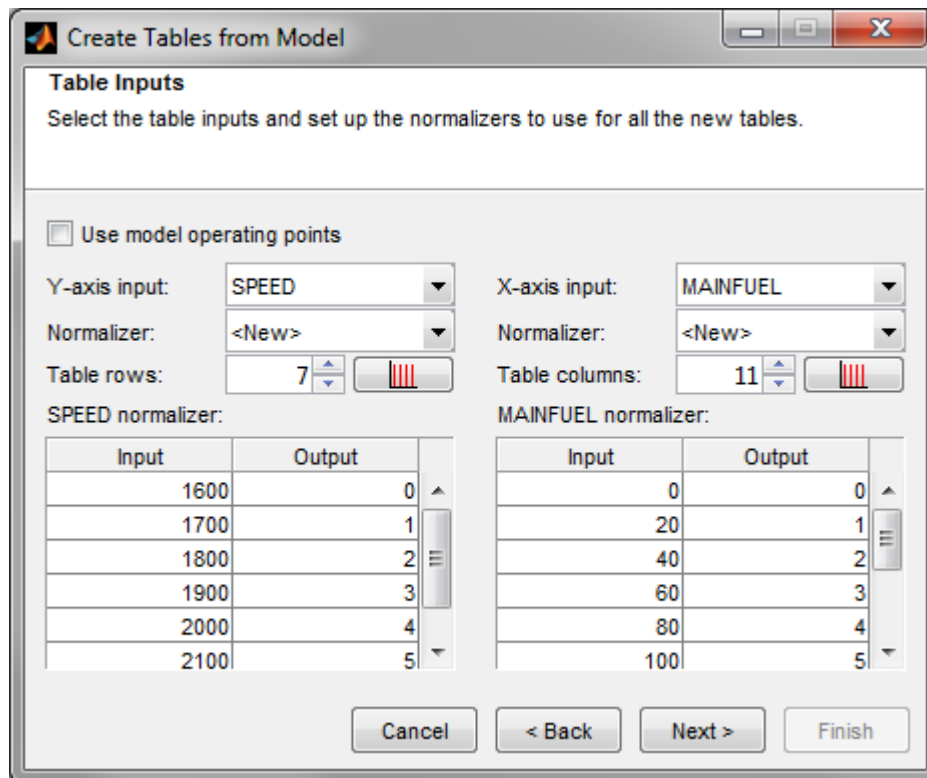 Create Tables from Model
Table Inputs
Select the table inputs and set up the normalizers to use for all the new tables.
Use model operating points
Y-axis input: SPEED X-axis input: MAINFUEL
Normalizer: <New> Normalizer: <New>
Table rows: 7 Table columns: 11
SPEED normalizer: MAINFUEL normalizer:
Input Output Input Output
1600 0 0 0
1700 1 20 1
1800 2 40 2
1900 3 60 3
2000 4 80 4
2100 5 100 5
Cancel < Back Next > Finish